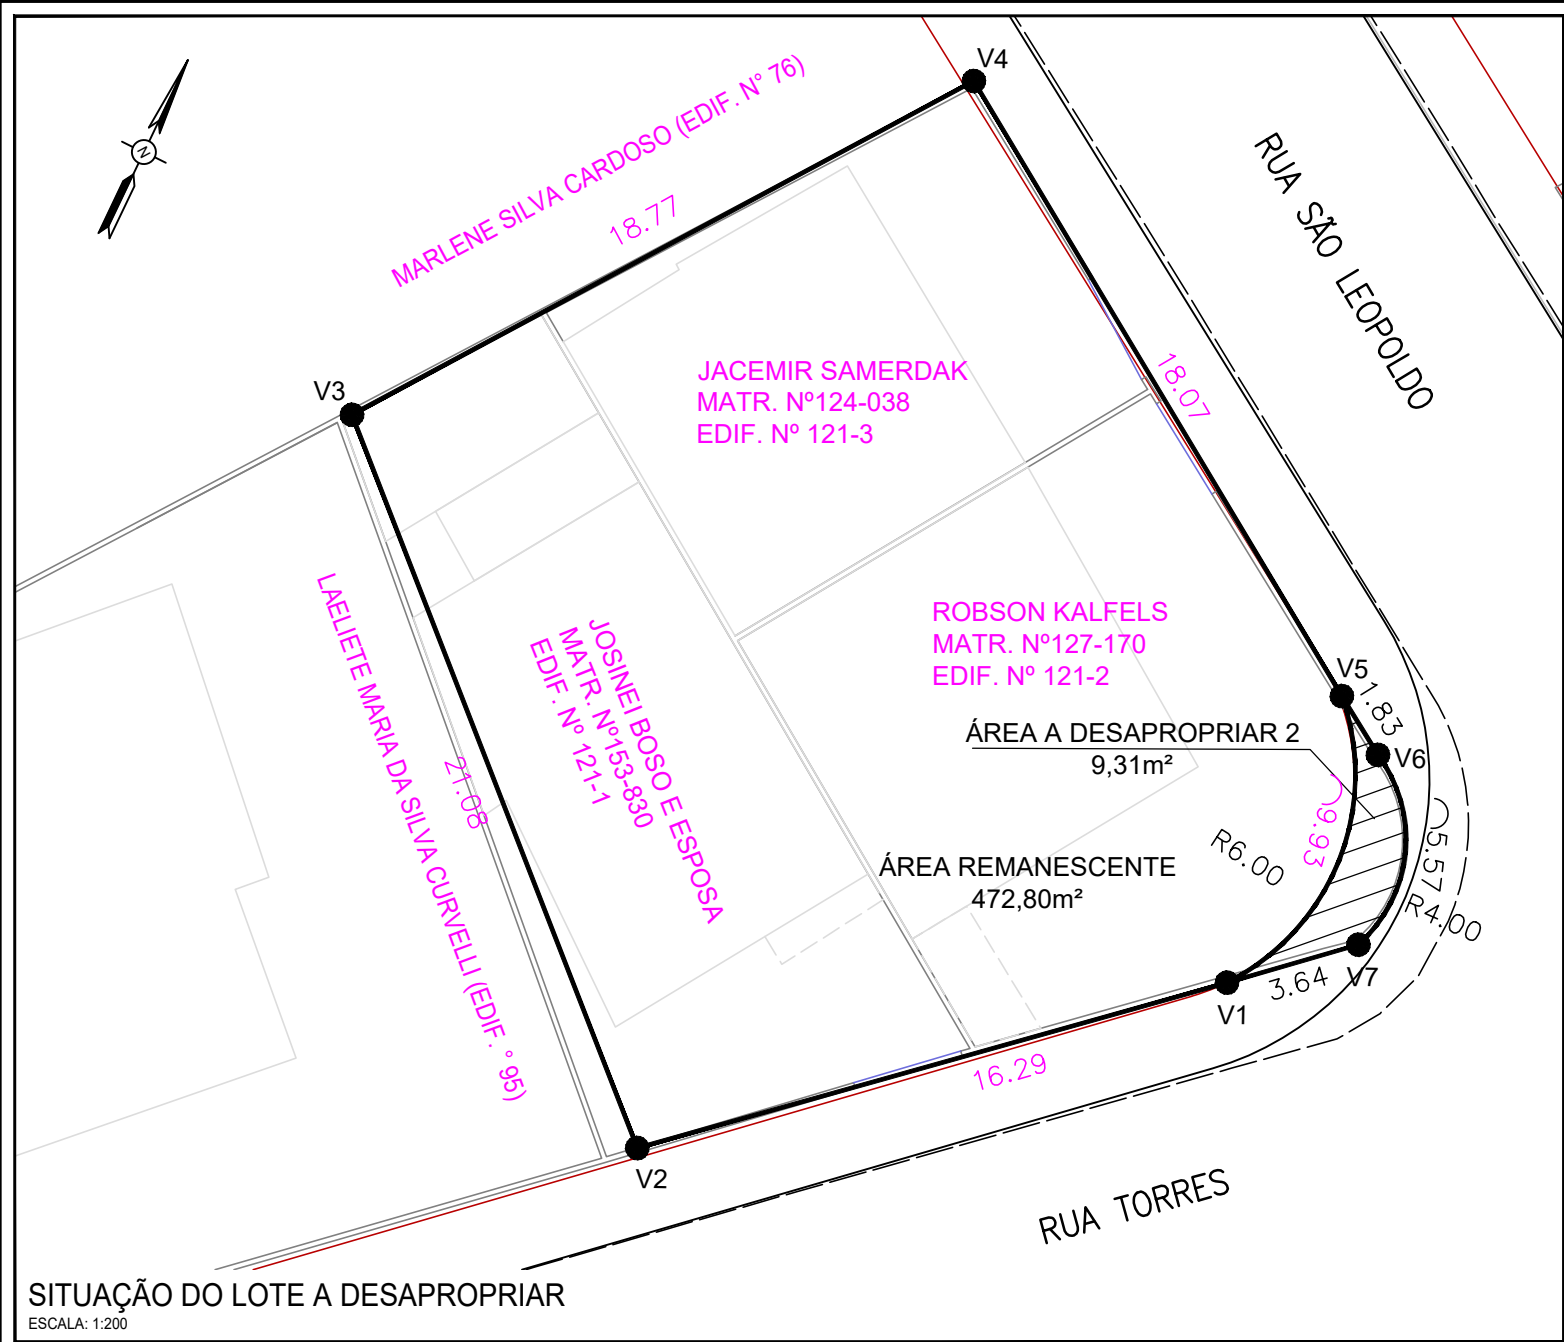 V4
MARLENE SILVA CARDOSO (EDIF. N° 76)
18.77
N
RUA SÃO LEOPOLDO
V3
JACEMIR SAMERDAK
MATR. Nº124-038
EDIF. Nº 121-3
18.07
LAELIETE MARIA DA SILVA CURVELLI (EDIF. ° 95)
21.08
JOSINEI BOSO E ESPOSA
MATR. Nº153-830
EDIF. Nº 121-1
ROBSON KALFELS
MATR. Nº127-170
EDIF. Nº 121-2
V5
1.83
ÁREA A DESAPROPRIAR 2
9,31m²
V6
9.93
R6.00
5.57
R4.00
ÁREA REMANESCENTE
472,80m²
V7
3.64
V1
16.29
V2
RUA TORRES
SITUAÇÃO DO LOTE A DESAPROPRIAR
ESCALA: 1:200